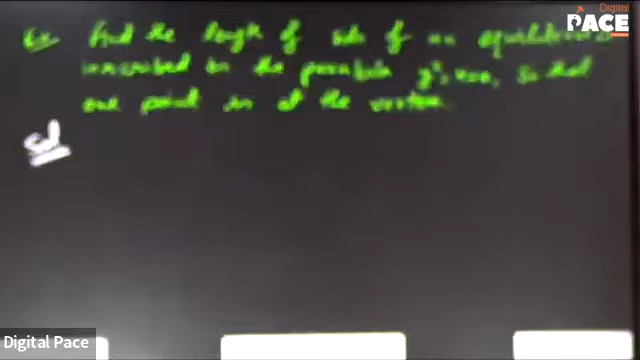 Digital
PACE
Ex Find the length of side of an equilateral
inscribed in the parabola y² = 4ax, so that
one point is at the vertex.
Sol
Digital Pace